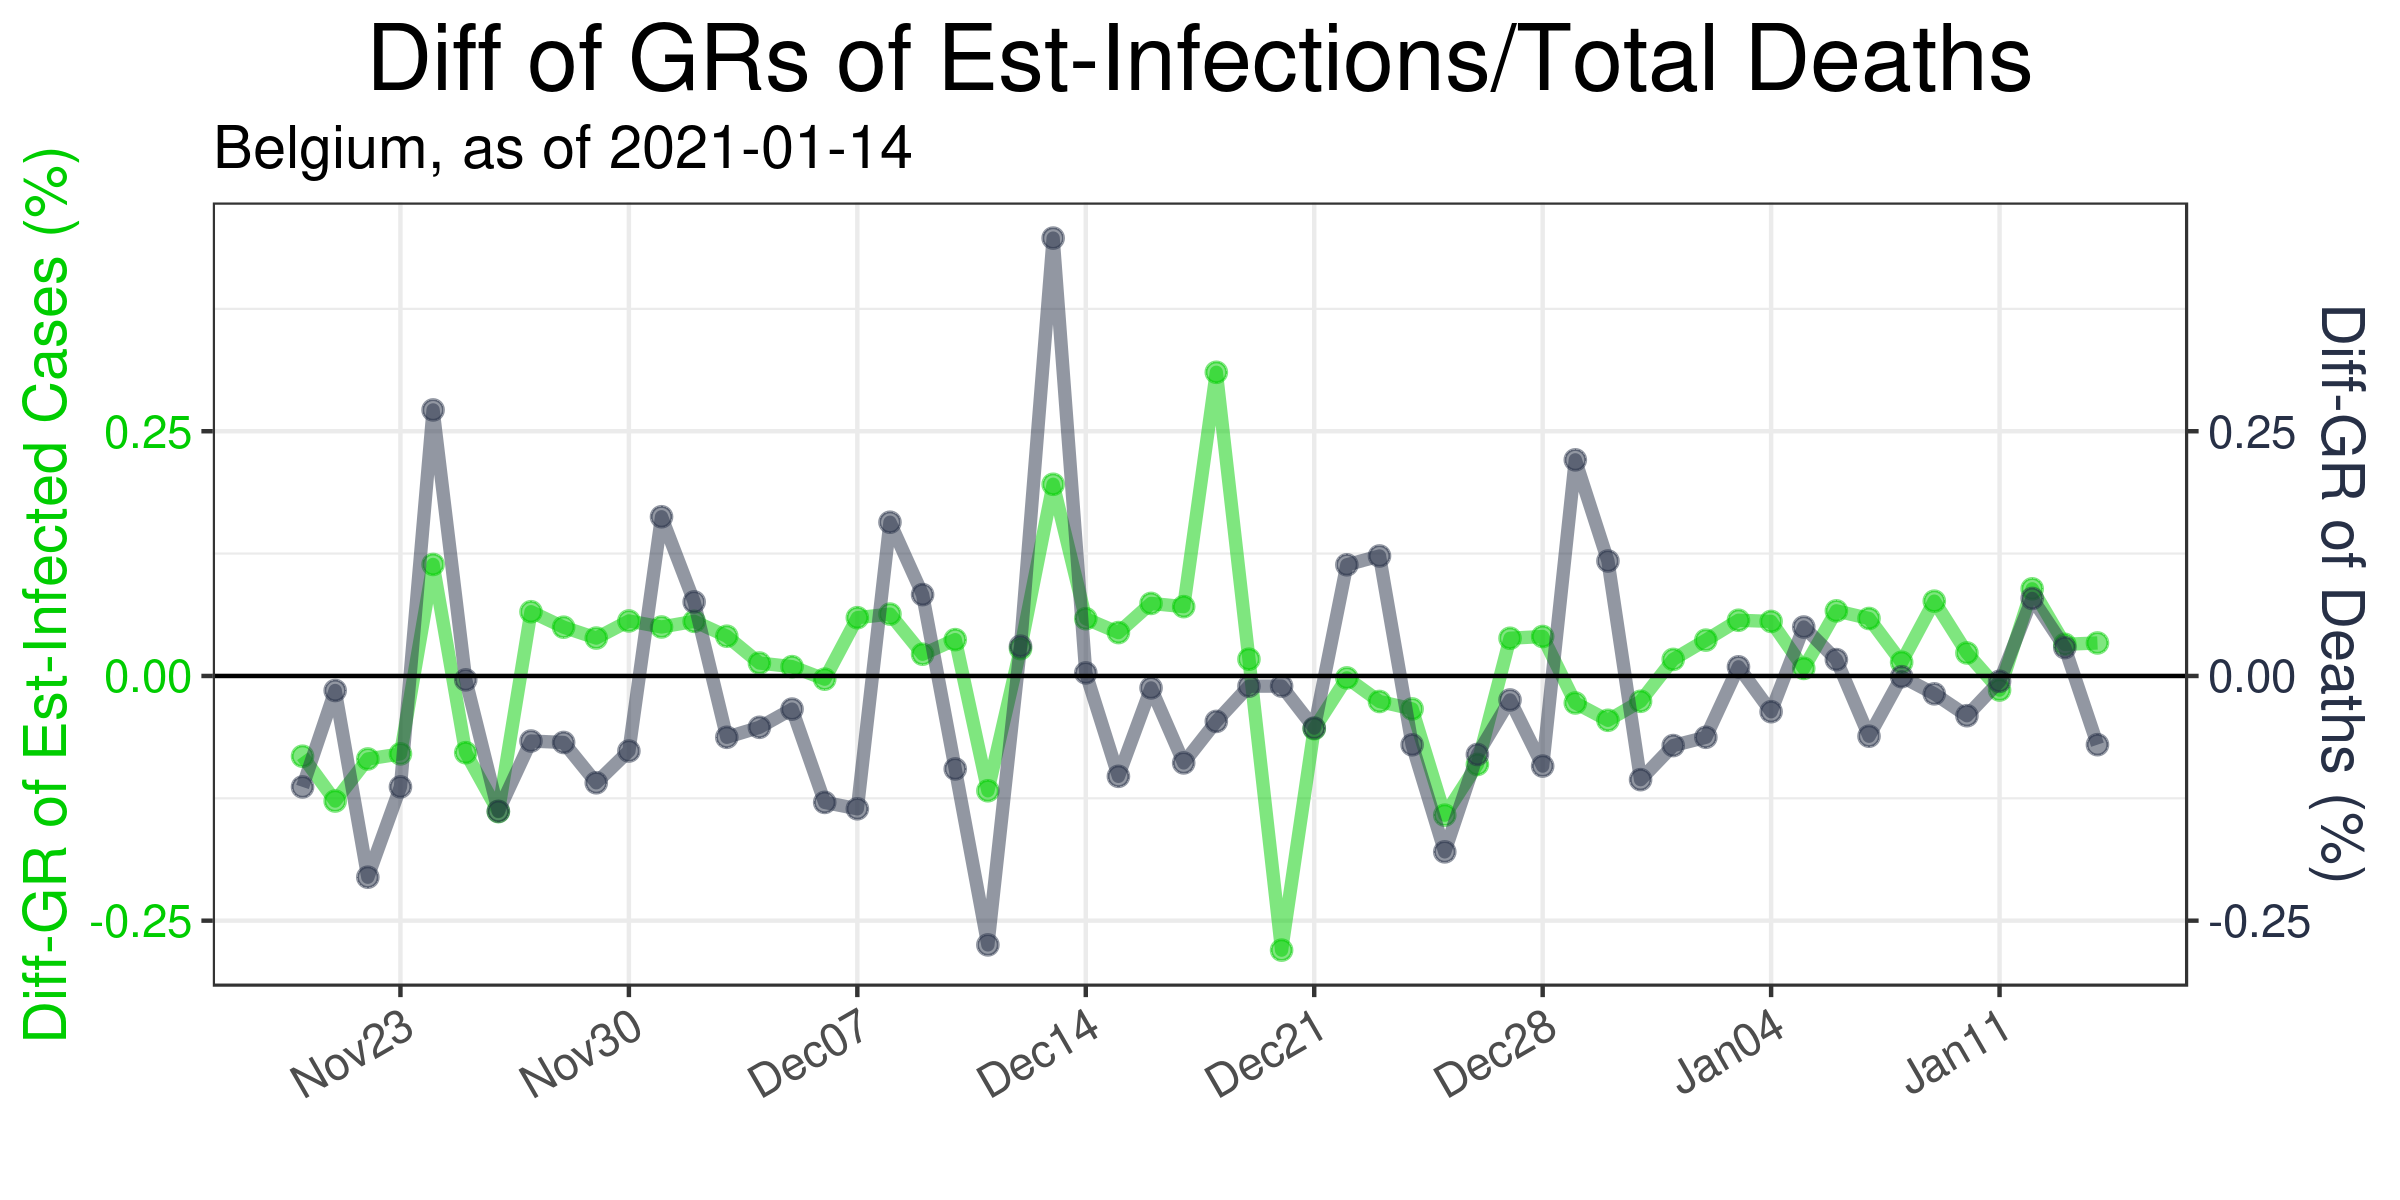 Diff of GRs of Est-Infections/Total Deaths
Belgium, as of 2021-01-14
Diff-GR of Est-Infected Cases (%)
0.25
0.00
-0.25
0.25
0.00
-0.25
Diff-GR of Deaths (%)
Nov23
Nov30
Dec07
Dec14
Dec21
Dec28
Jan04
Jan11